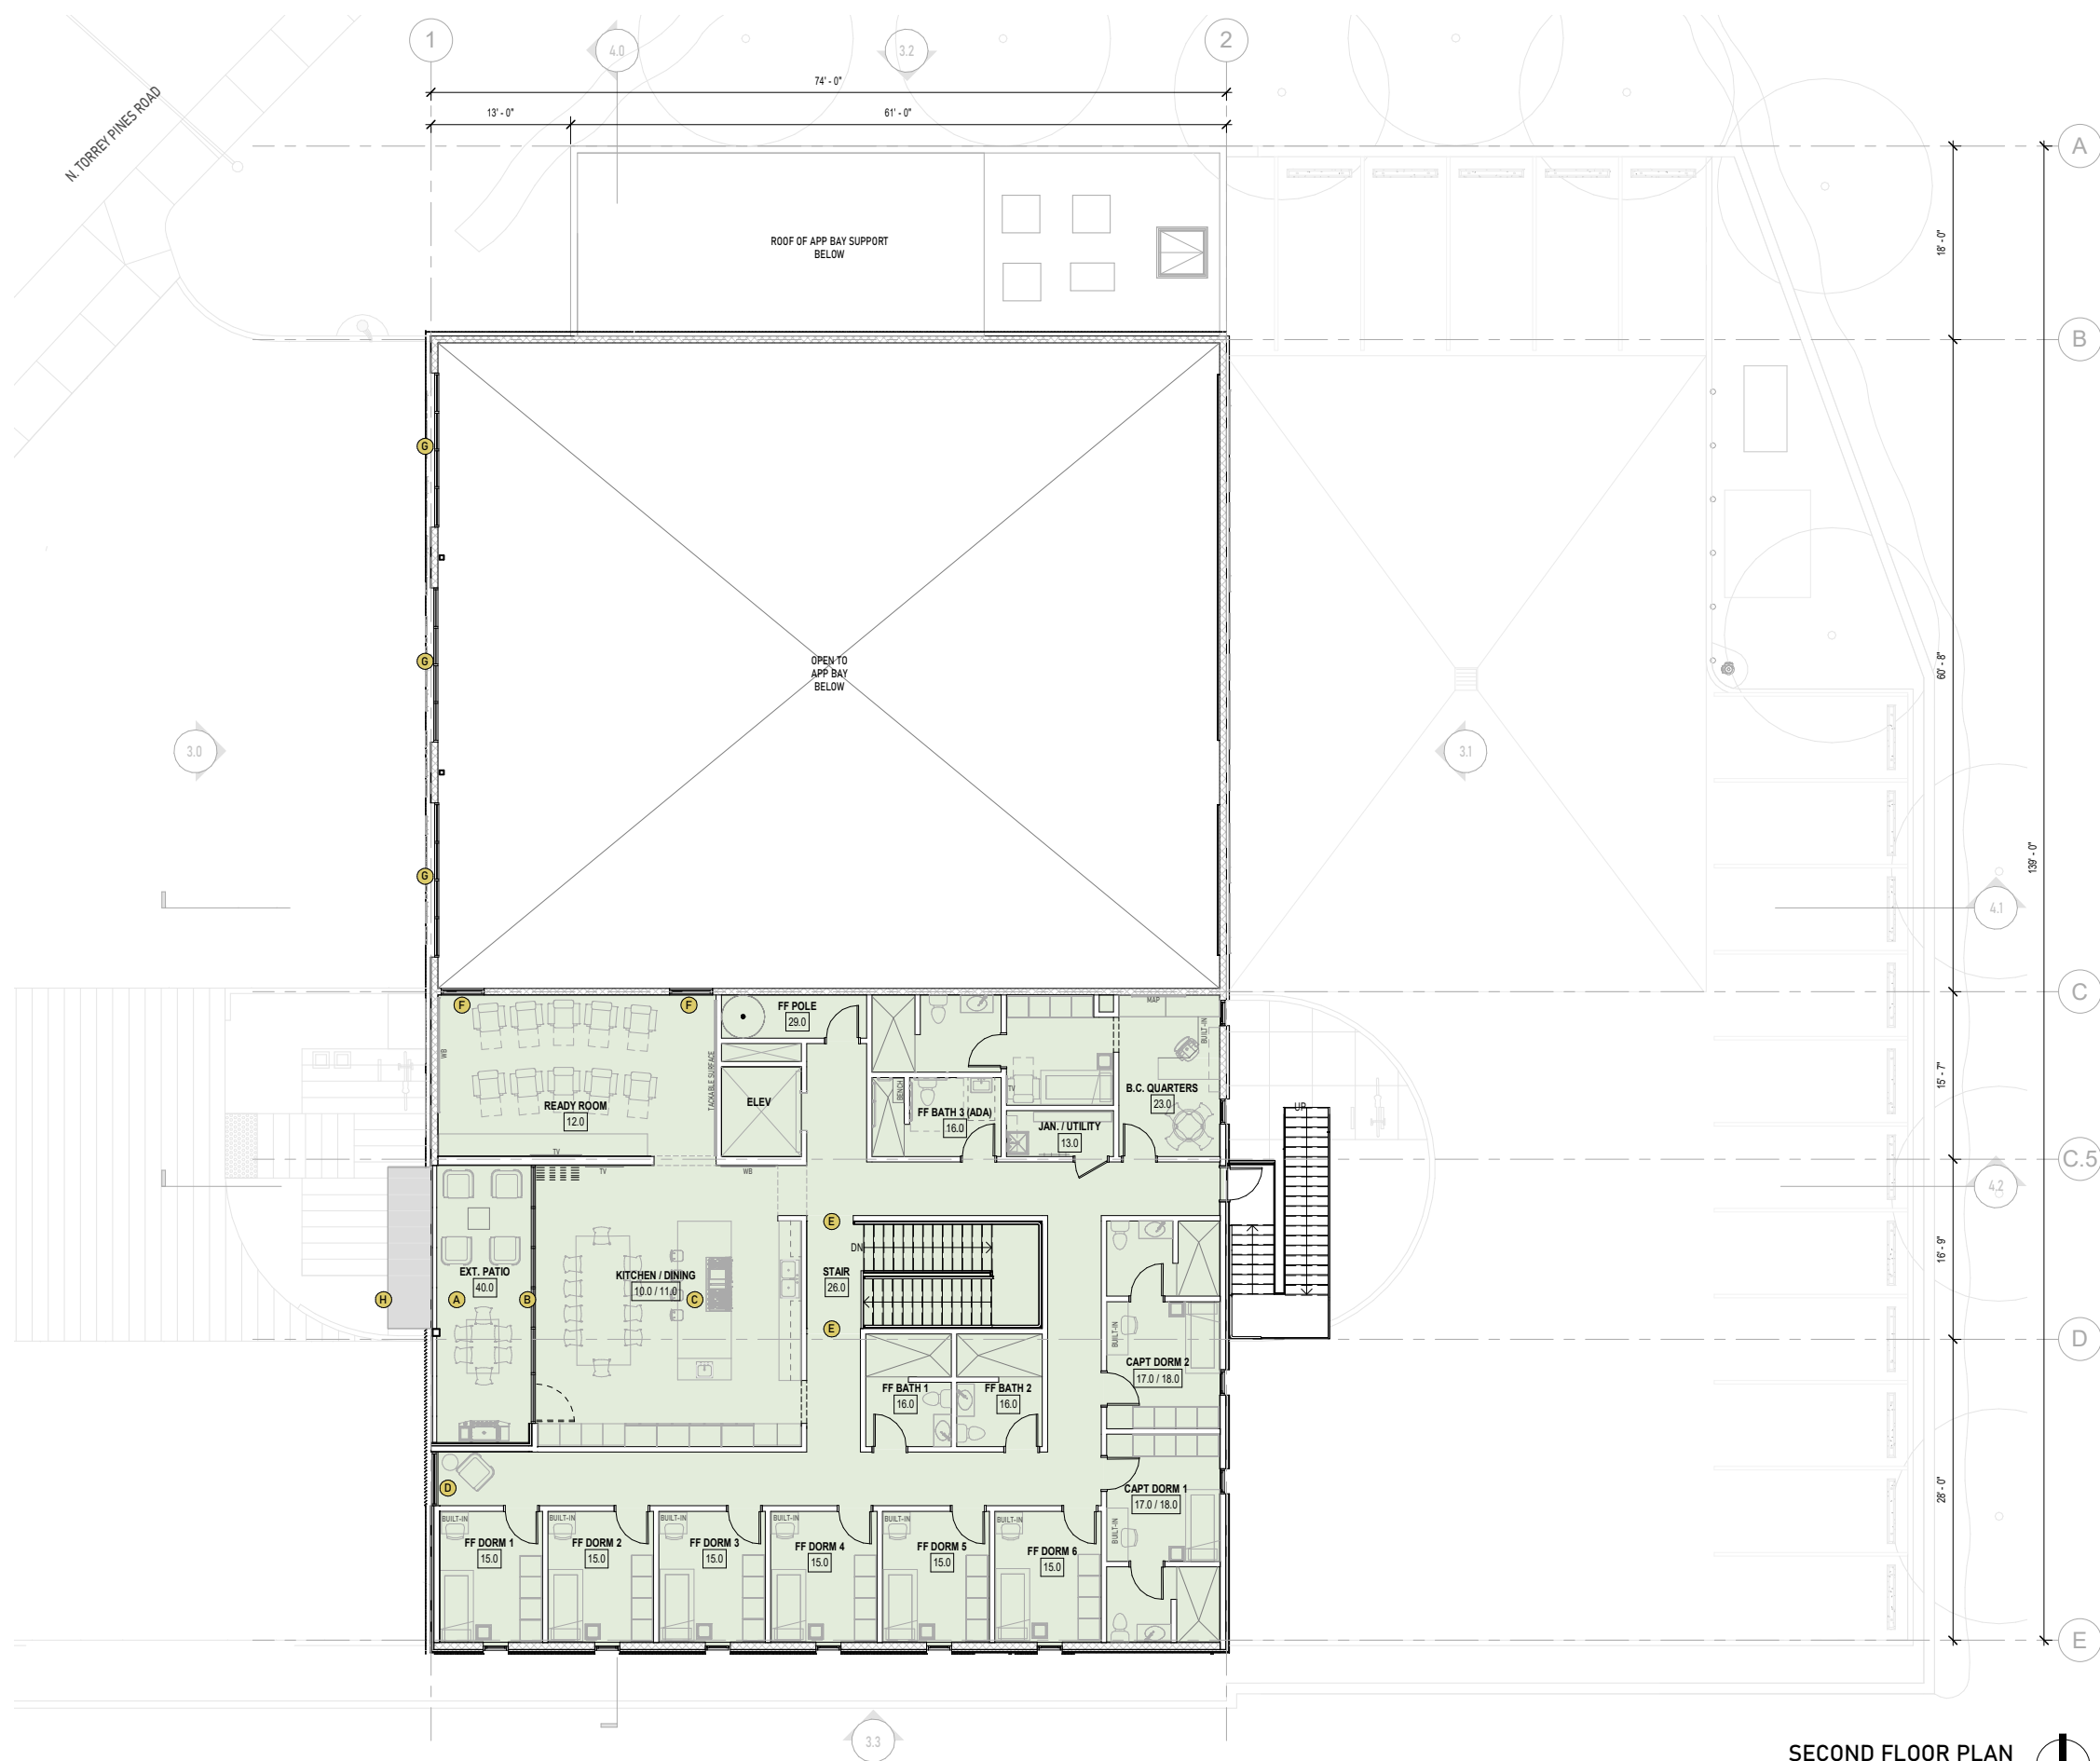 1
4.0
3.2
2
74' - 0"
13' - 0"
61' - 0"
N. TORREY PINES ROAD
A
ROOF OF APP BAY SUPPORT
BELOW
18' - 0"
B
G
OPEN TO
APP BAY
BELOW
G
60' - 8"
3.0
3.1
139' - 0"
G
4.1
C
F
F
FF POLE
29.0
MAP
WB
TACKABLE SURFACE
BUILT-IN
15' - 7"
READY ROOM
12.0
ELEV
BENCH
FF BATH 3 (ADA)
16.0
TV
JAN. / UTILITY
13.0
B.C. QUARTERS
23.0
UP
TV
TV
WB
C.5
4.2
E
DN
EXT. PATIO
40.0
KITCHEN / DINING
10.0 / 11.0
STAIR
26.0
16' - 9"
H
A
B
C
E
BUILT-IN
D
CAPT DORM 2
17.0 / 18.0
FF BATH 1
16.0
FF BATH 2
16.0
D
CAPT DORM 1
17.0 / 18.0
BUILT-IN
28' - 0"
BUILT-IN
BUILT-IN
BUILT-IN
BUILT-IN
BUILT-IN
BUILT-IN
FF DORM 1
15.0
FF DORM 2
15.0
FF DORM 3
15.0
FF DORM 4
15.0
FF DORM 5
15.0
FF DORM 6
15.0
E
3.3
SECOND FLOOR PLAN